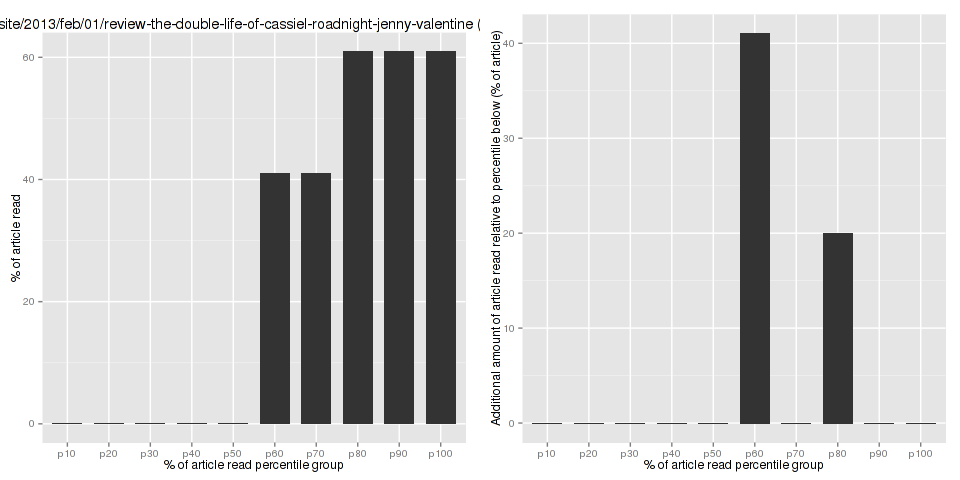 site/2013/feb/01/review-the-double-life-of-cassiel-roadnight-jenny-valentine (
% of article read
60
40
20
0
p10 p20 p30 p40 p50 p60 p70 p80 p90 p100
% of article read percentile group
Additional amount of article read relative to percentile below (% of article)
40
30
20
10
0
p10 p20 p30 p40 p50 p60 p70 p80 p90 p100
% of article read percentile group